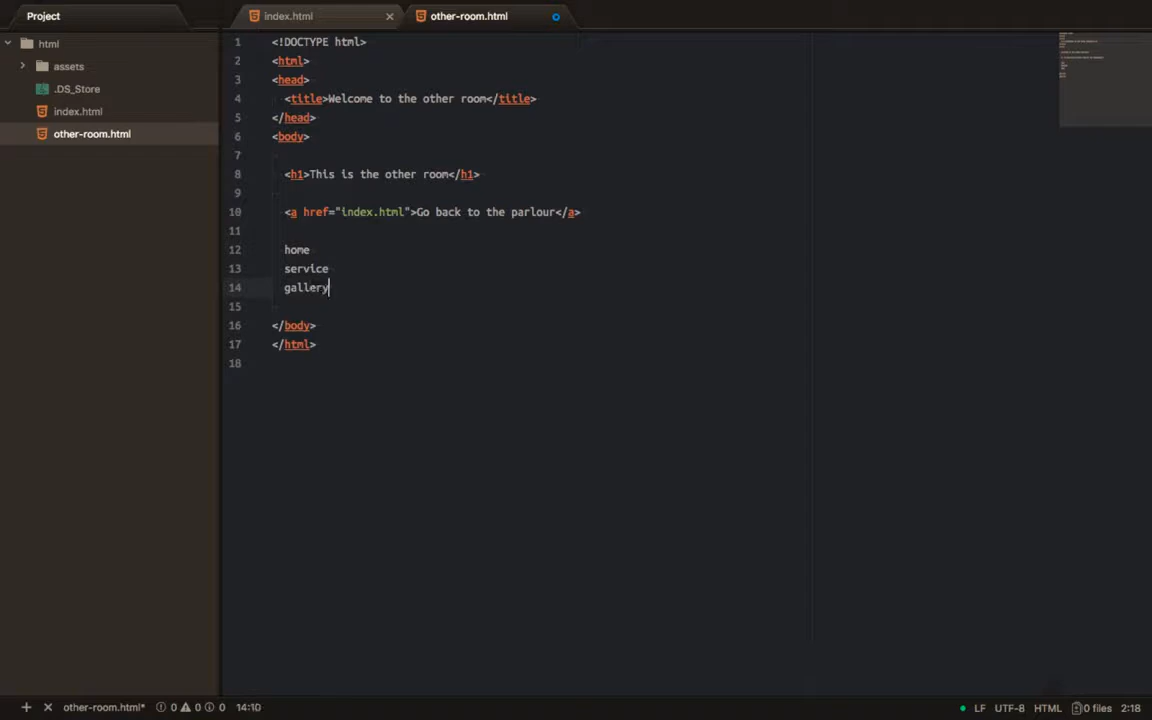 Project
index.html
other-room.html
html
assets
.DS_Store
index.html
other-room.html
1 <!DOCTYPE html>
2 <html>
3 <head>
4 <title>Welcome to the other room</title>
5 </head>
6 <body>
7
8 <h1>This is the other room</h1>
9
10 <a href="index.html">Go back to the parlour</a>
11
12 home
13 service
14 gallery
15
16 </body>
17 </html>
18
other-room.html* 0 0 0 14:10
LF UTF-8 HTML 0 files 2:18